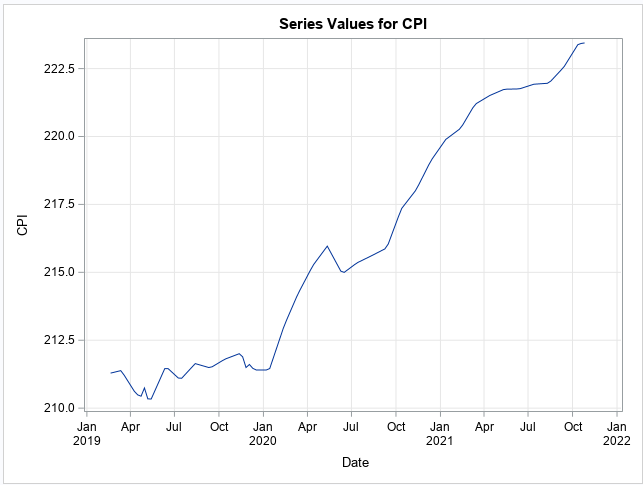 Series Values for CPI
222.5
220.0
217.5
215.0
212.5
210.0
CPI
Jan Apr Jul Oct Jan Apr Jul Oct Jan Apr Jul Oct Jan
2019 2020 2021 2022
Date